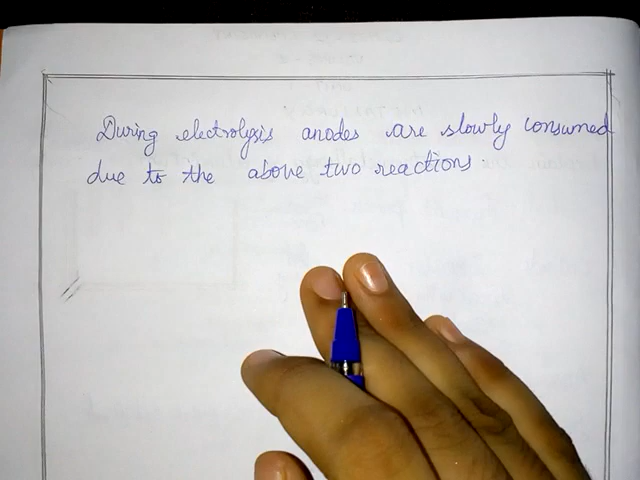 During electrolysis anodes are slowly consumed
due to the above two reactions.